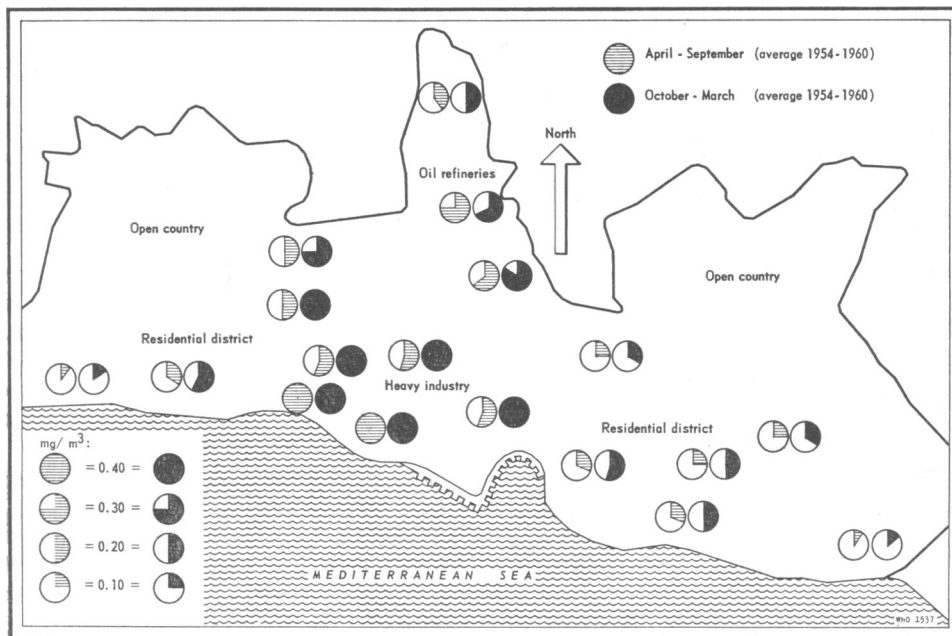 April - September (average 1954-1960)
October - March (average 1954-1960)
North
Oil refineries
Open country
Open country
Residential district
Heavy industry
Residential district
mg/ m³:
= 0.40 =
= 0.30 =
= 0.20 =
= 0.10 =
MEDITERRANEAN SEA
WHO 1537